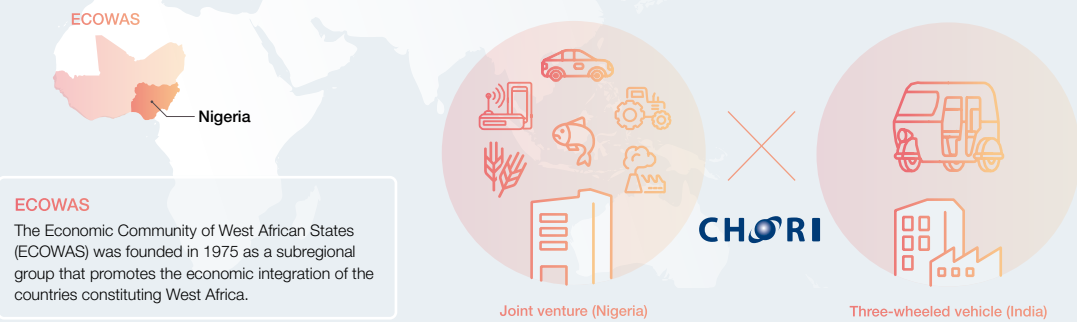 ECOWAS
Nigeria
ECOWAS
The Economic Community of West African States
(ECOWAS) was founded in 1975 as a subregional
group that promotes the economic integration of the
countries constituting West Africa.
CHORI
Joint venture (Nigeria)
Three-wheeled vehicle (India)